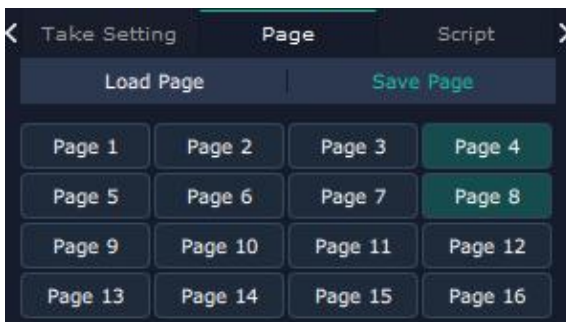 Take Setting Page Script
Load Page Save Page
Page 1 Page 2 Page 3 Page 4
Page 5 Page 6 Page 7 Page 8
Page 9 Page 10 Page 11 Page 12
Page 13 Page 14 Page 15 Page 16